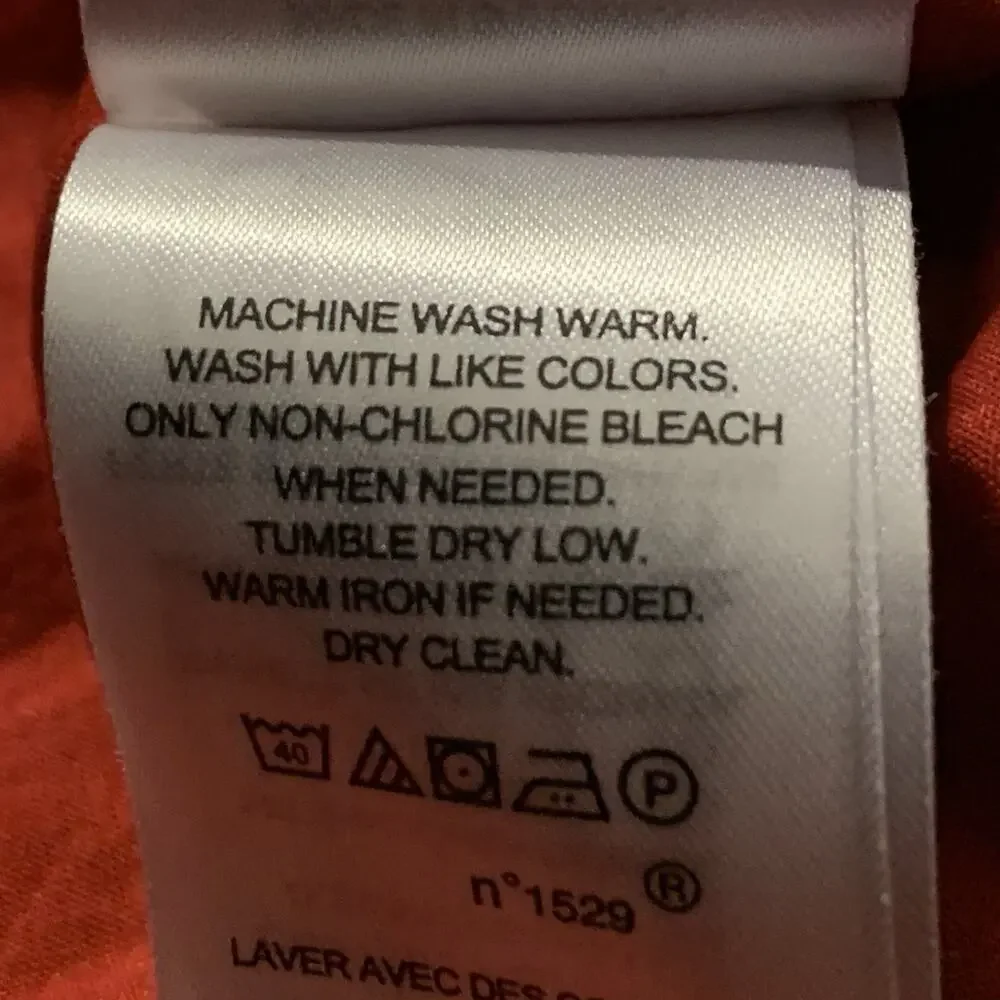 MACHINE WASH WARM.
WASH WITH LIKE COLORS.
ONLY NON-CHLORINE BLEACH
WHEN NEEDED.
TUMBLE DRY LOW.
WARM IRON IF NEEDED.
DRY CLEAN.
40 P
n°1529 ®
LAVER AVEC DES